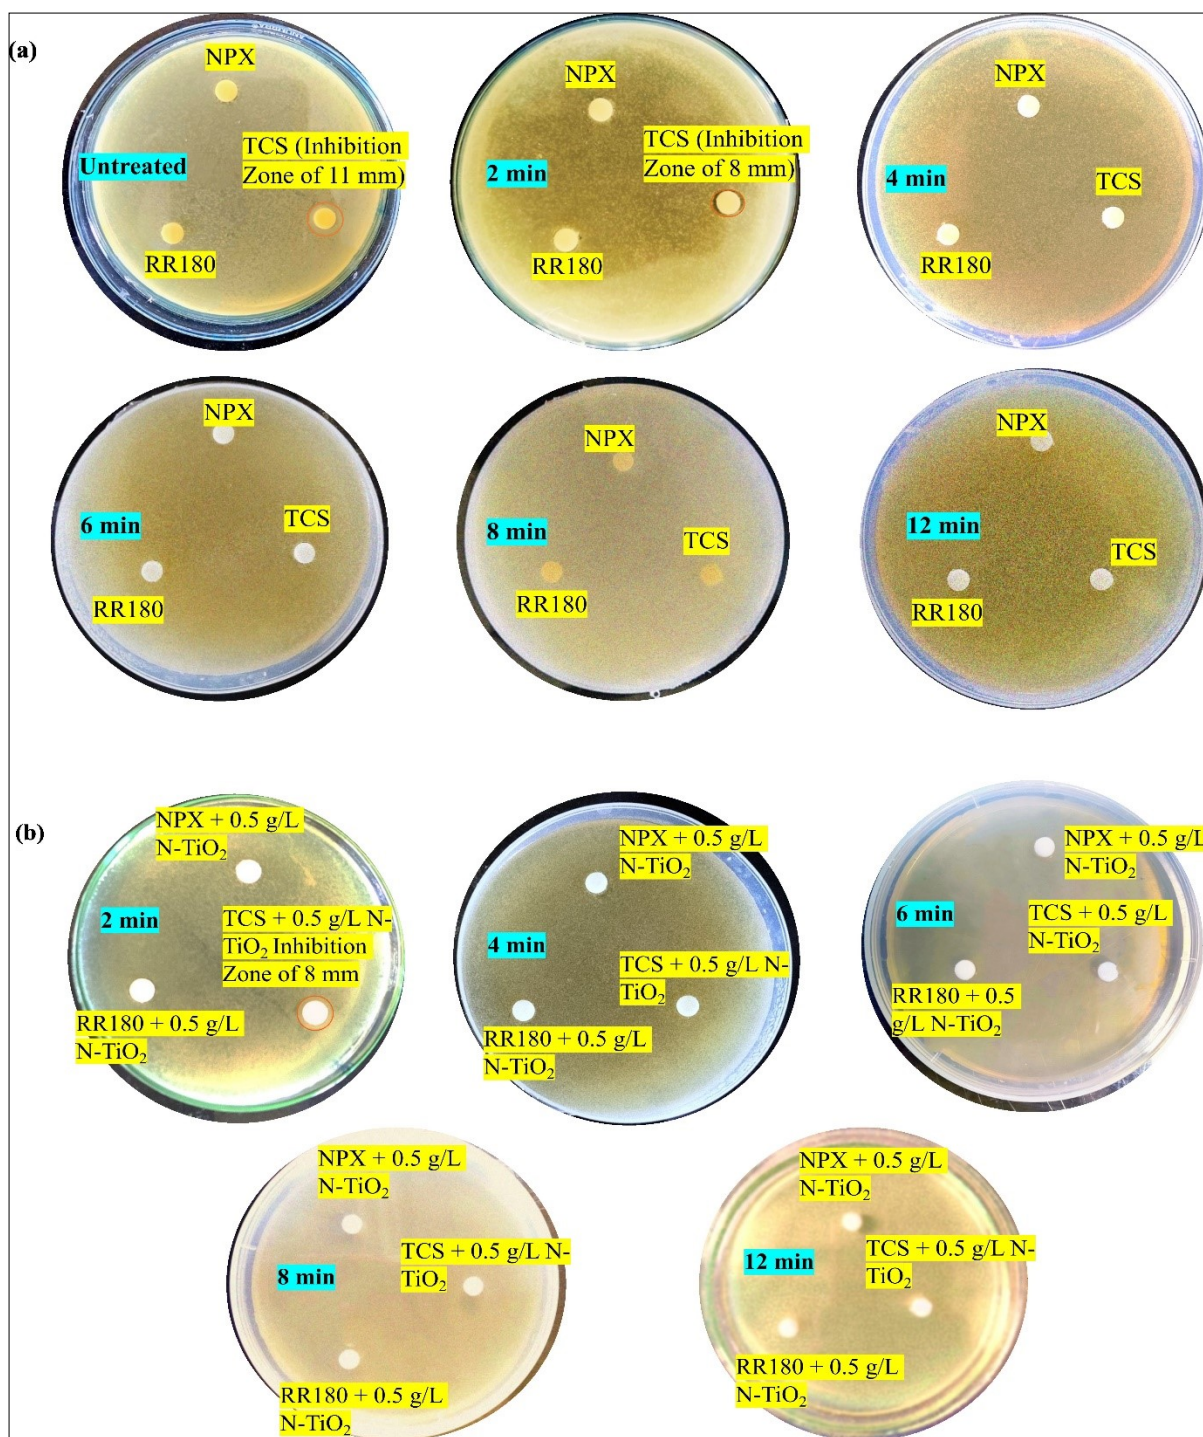 (a)
NPX
TCS (Inhibition
Zone of 11 mm)
Untreated
RR180
NPX
TCS (Inhibition
Zone of 8 mm)
2 min
RR180
NPX
4 min
TCS
RR180
NPX
6 min
TCS
RR180
NPX
8 min
TCS
RR180
NPX
12 min
TCS
RR180
(b)
NPX + 0.5 g/L
N-TiO₂
2 min
TCS + 0.5 g/L N-
TiO₂ Inhibition
Zone of 8 mm
RR180 + 0.5 g/L
N-TiO₂
NPX + 0.5 g/L
N-TiO₂
4 min
TCS + 0.5 g/L N-
TiO₂
RR180 + 0.5 g/L
N-TiO₂
NPX + 0.5 g/L
N-TiO₂
6 min
TCS + 0.5 g/L
N-TiO₂
RR180 + 0.5
g/L N-TiO₂
NPX + 0.5 g/L
N-TiO₂
TCS + 0.5 g/L N-
TiO₂
8 min
RR180 + 0.5 g/L
N-TiO₂
NPX + 0.5 g/L
N-TiO₂
TCS + 0.5 g/L N-
TiO₂
12 min
RR180 + 0.5 g/L
N-TiO₂